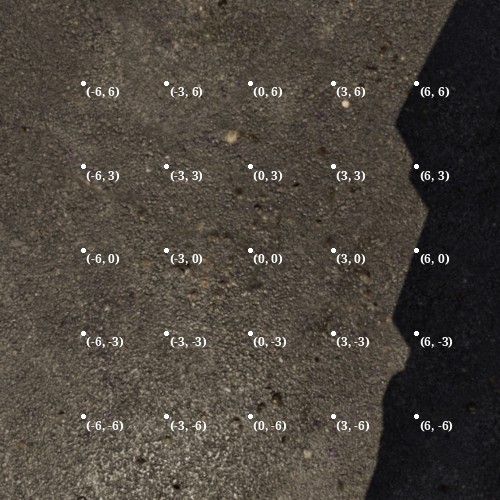 (-6, 6) (-3, 6) (0, 6) (3, 6) (6, 6)
(-6, 3) (-3, 3) (0, 3) (3, 3) (6, 3)
(-6, 0) (-3, 0) (0, 0) (3, 0) (6, 0)
(-6, -3) (-3, -3) (0, -3) (3, -3) (6, -3)
(-6, -6) (-3, -6) (0, -6) (3, -6) (6, -6)